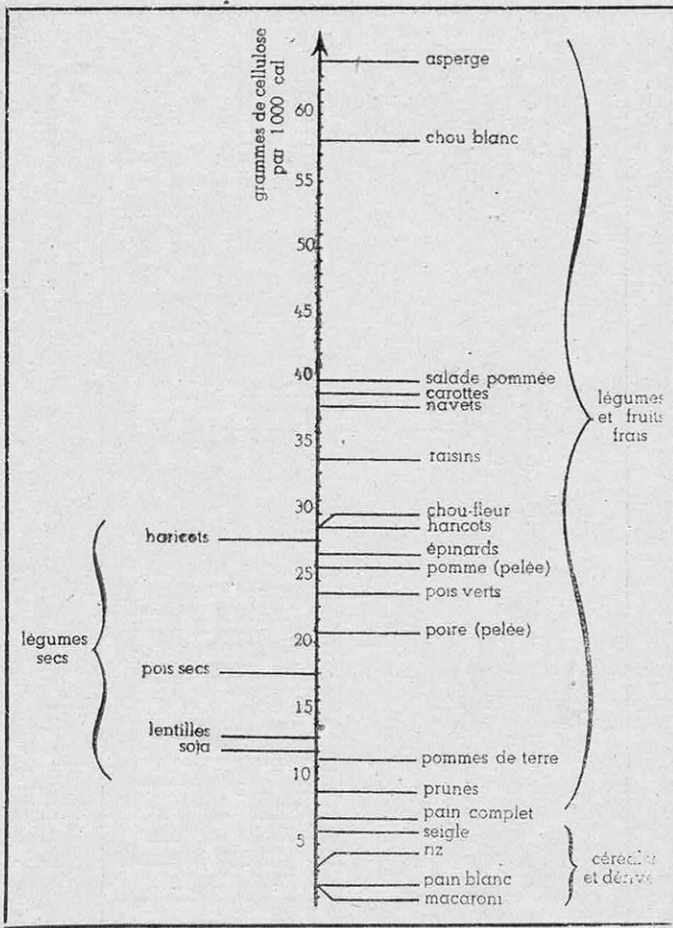 grammes de cellulose
par 1 000 cal
60
55
50
45
40
35
30
25
20
15
10
5
asperge
chou blanc
salade pommée
carottes
navets
raisins
chou-fleur
haricots
épinards
pomme (pelée)
pois verts
poire (pelée)
pommes de terre
prunes
pain complet
seigle
riz
pain blanc
macaroni
haricots
pois secs
lentilles
soja
légumes
secs
légumes
et fruits
frais
et